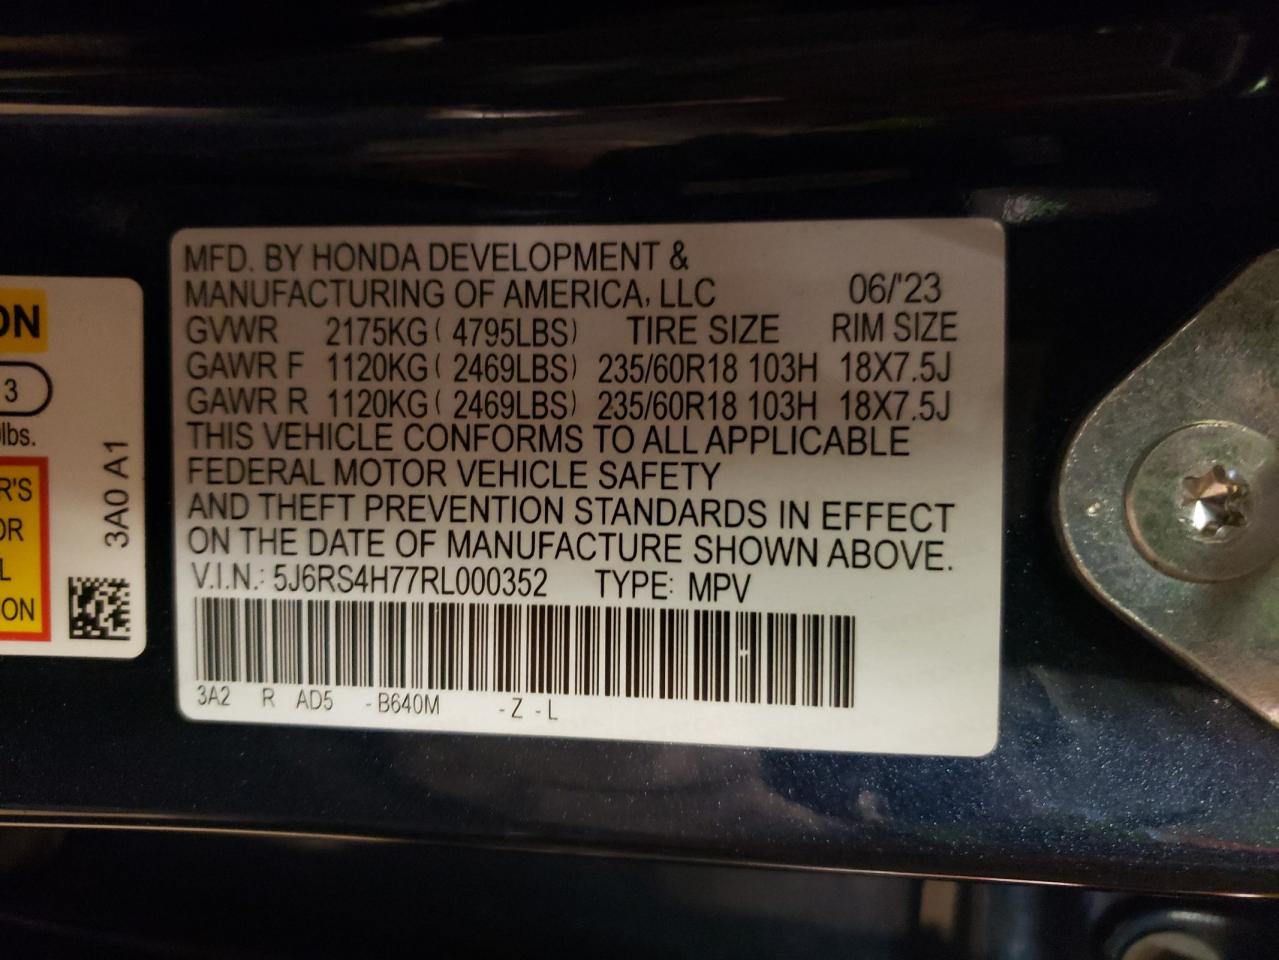 MFD. BY HONDA DEVELOPMENT &
MANUFACTURING OF AMERICA, LLC 06/'23
GVWR 2175KG ( 4795LBS) TIRE SIZE RIM SIZE
GAWR F 1120KG ( 2469LBS) 235/60R18 103H 18X7.5J
GAWR R 1120KG ( 2469LBS) 235/60R18 103H 18X7.5J
THIS VEHICLE CONFORMS TO ALL APPLICABLE
FEDERAL MOTOR VEHICLE SAFETY
AND THEFT PREVENTION STANDARDS IN EFFECT
ON THE DATE OF MANUFACTURE SHOWN ABOVE.
V.I.N.: 5J6RS4H77RL000352 TYPE: MPV
3A2 R AD5 -B640M -Z -L
ON
3
lbs.
R'S
OR
L
ON
3A0 A1